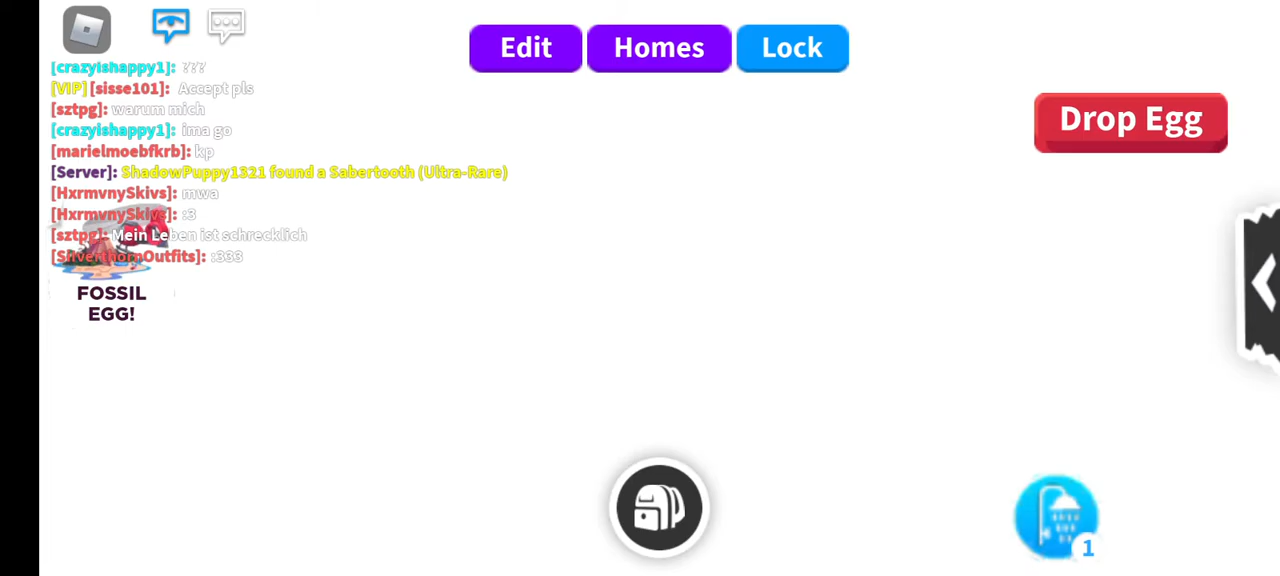 Edit
Homes
Lock
[crazyishappy1]: ???
[VIP] [sisse101]: Accept pls
[sztpg]: warum mich
[crazyishappy1]: ima go
[marielmoebfkrb]: kp
[Server]: ShadowPuppy1321 found a Sabertooth (Ultra-Rare)
[HxrmvnySkivs]: mwa
[HxrmvnySkivs]: :3
[sztpg]: Mein Leben ist schrecklich
[SilverthornOutfits]: :333
FOSSIL
EGG!
Drop Egg
1